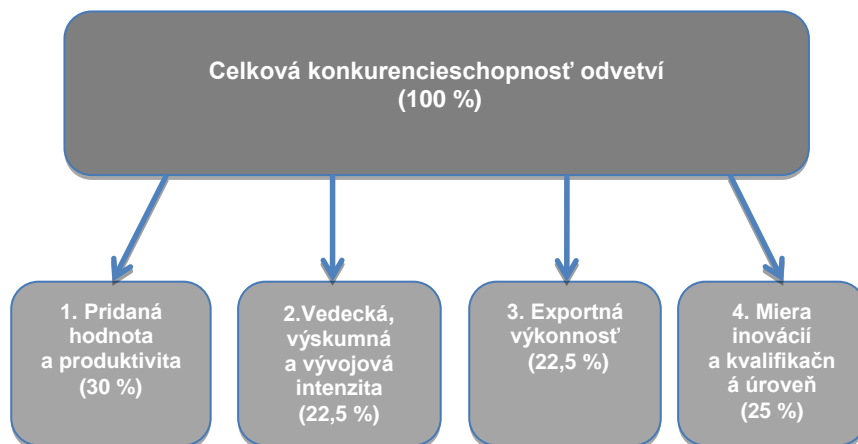 Celková konkurencieschopnosť odvetví
(100 %)
1. Pridaná
hodnota
a produktivita
(30 %)
2.Vedecká,
výskumná
a vývojová
intenzita
(22,5 %)
3. Exportná
výkonnosť
(22,5 %)
4. Miera
inovácií
a kvalifikačn
á úroveň
(25 %)